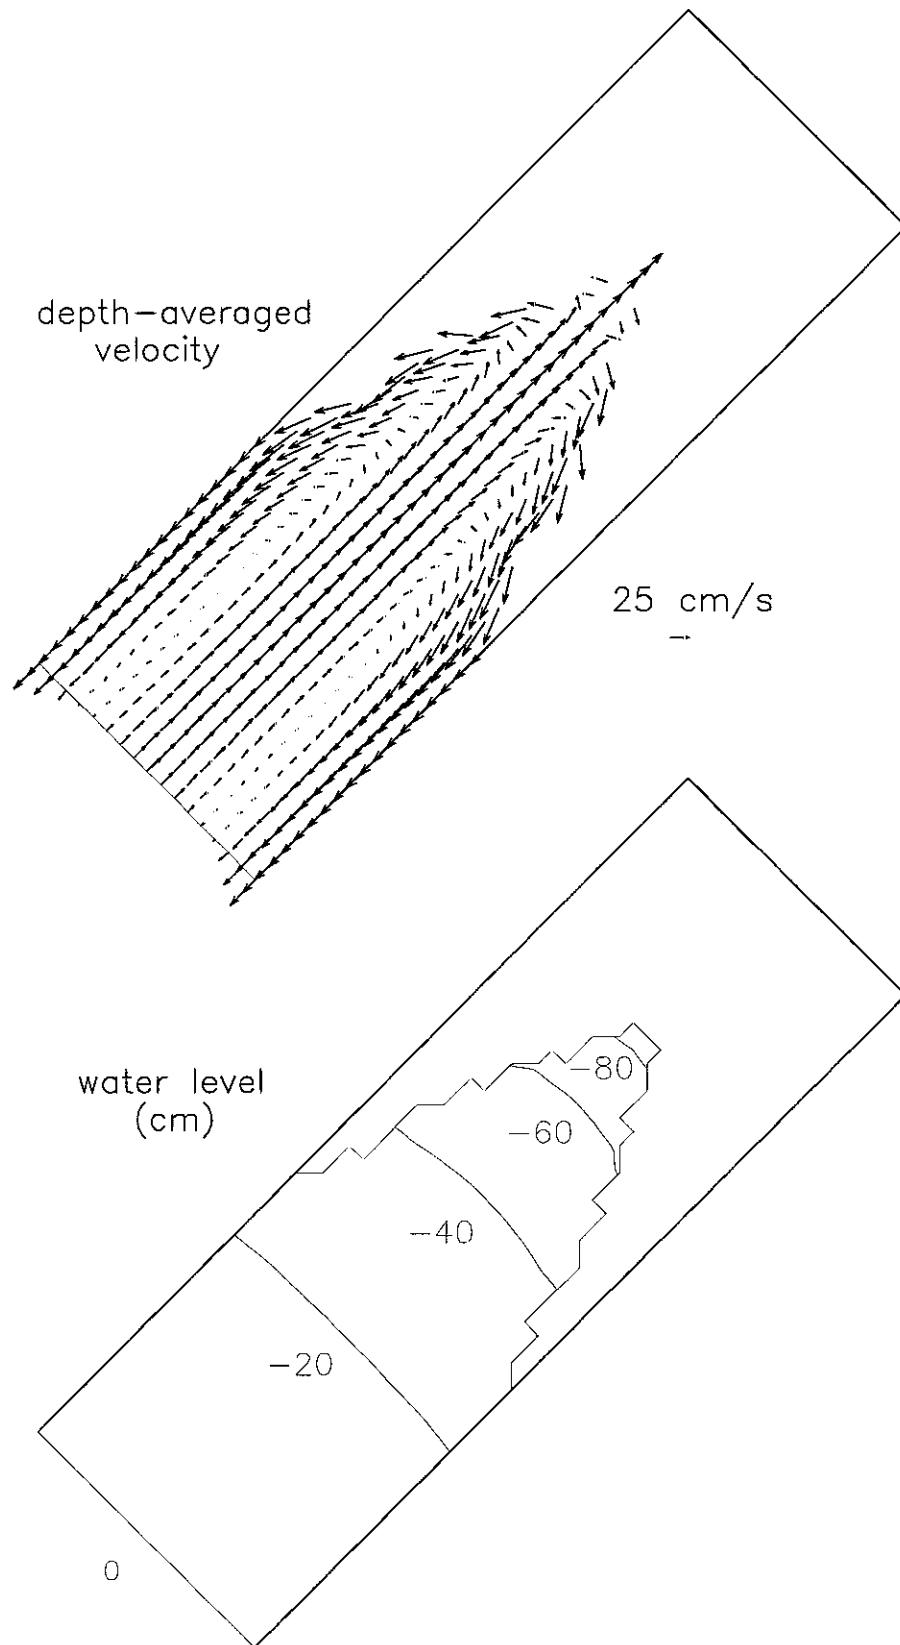 depth-averaged
velocity
25 cm/s
water level
(cm)
-80
-60
-40
-20
0